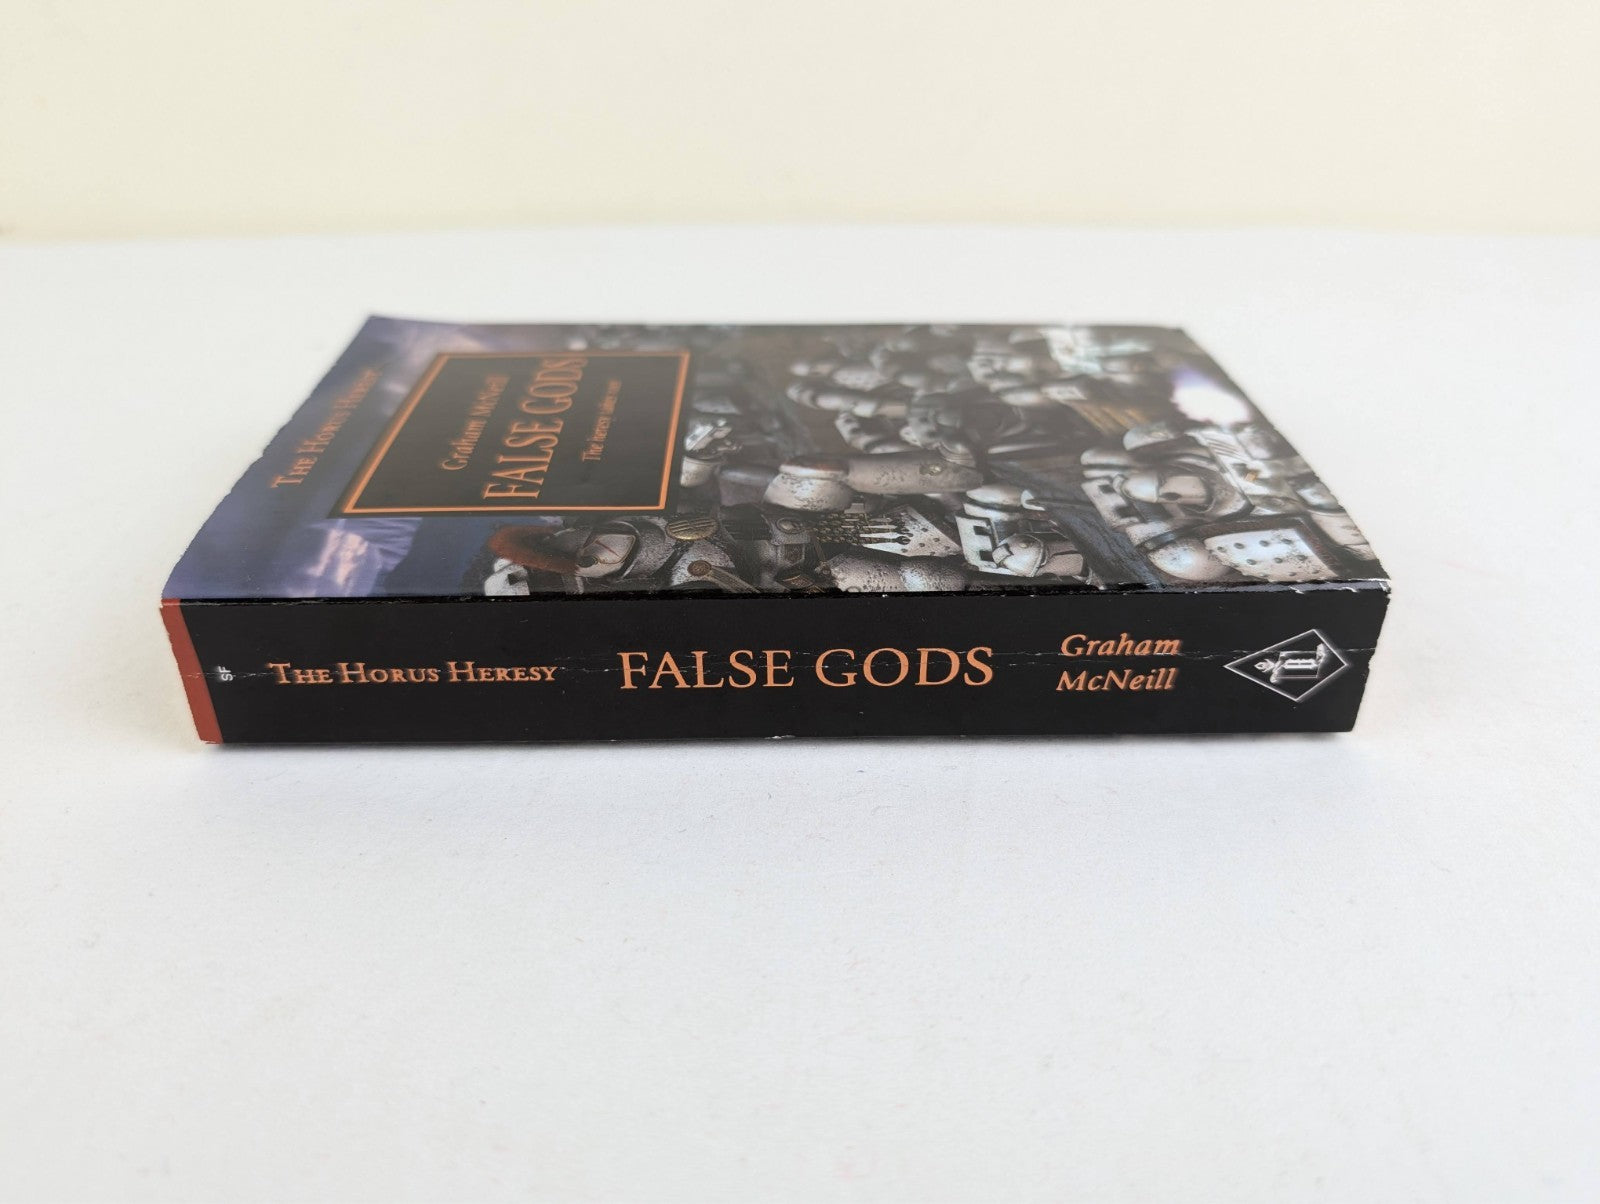 THE HORUS HERESY
Graham McNeill
FALSE GODS
The heresy takes root
SF
THE HORUS HERESY
FALSE GODS
Graham
McNeill